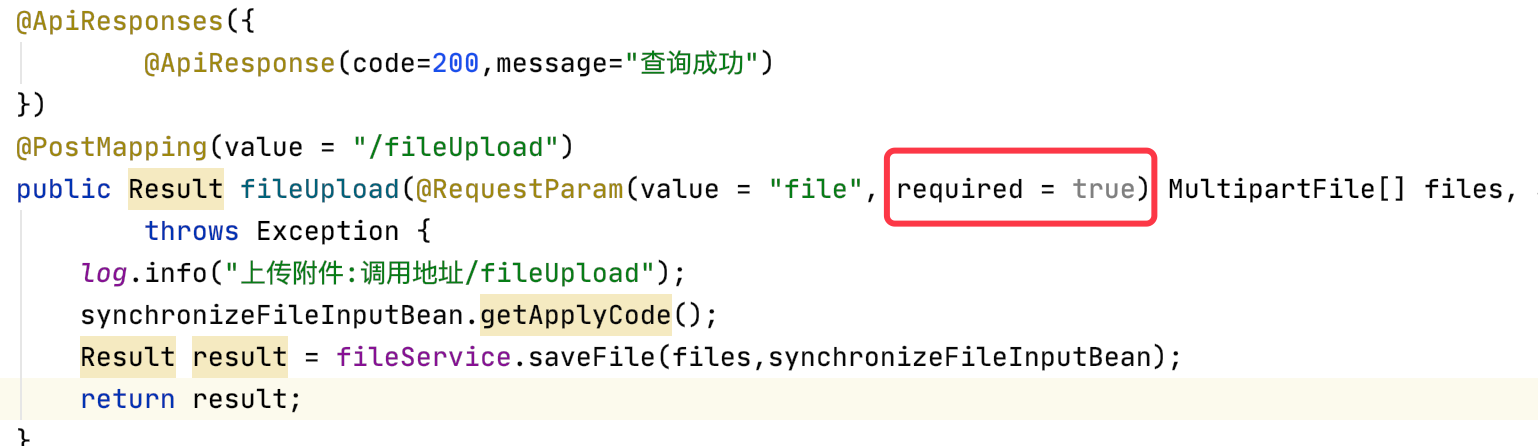 @ApiResponses({
@ApiResponse(code=200,message="查询成功")
})
@PostMapping(value = "/fileUpload")
public Result fileUpload(@RequestParam(value = "file", required = true) MultipartFile[] files,
throws Exception {
log.info("上传附件:调用地址/fileUpload");
synchronizeFileInputBean.getApplyCode();
Result result = fileService.saveFile(files,synchronizeFileInputBean);
return result;
}